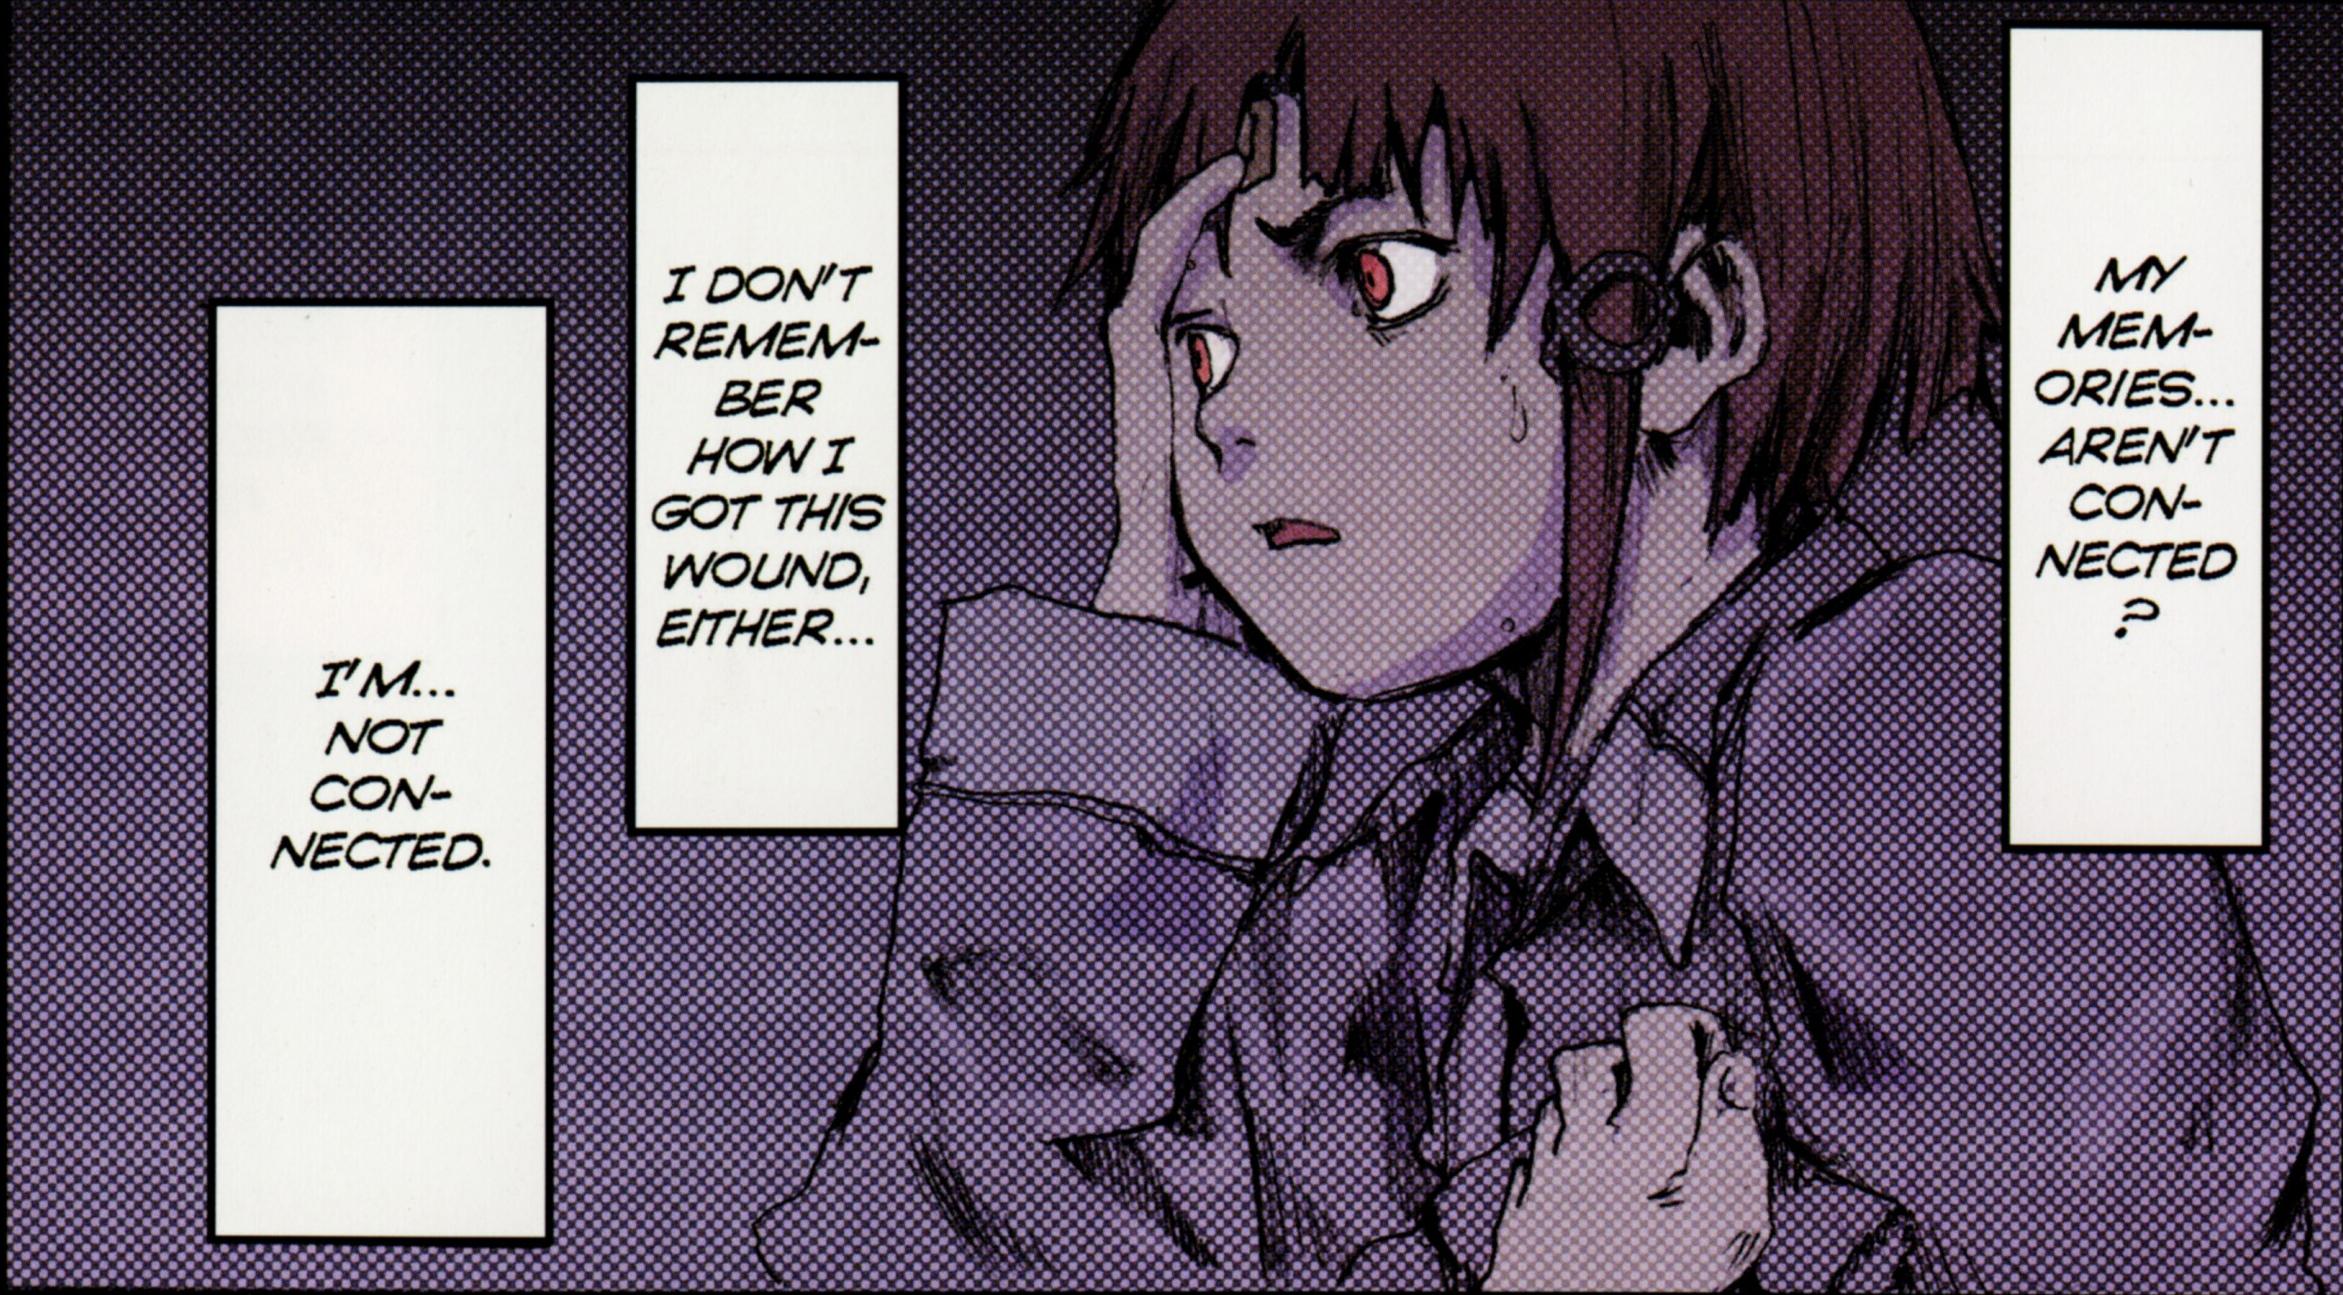 MY
MEM-
ORIES...
AREN'T
CON-
NECTED
?
I DON'T
REMEM-
BER
HOW I
GOT THIS
WOUND,
EITHER...
I'M...
NOT
CON-
NECTED.